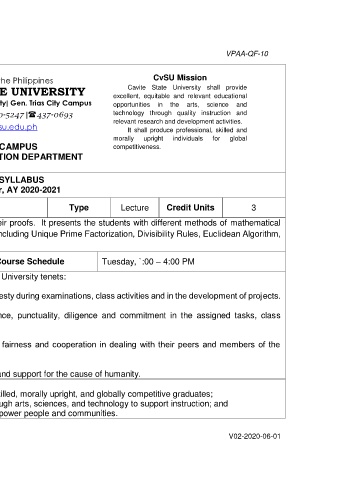 VPAA-QF-10
he Philippines
E UNIVERSITY
ty| Gen. Trias City Campus
0-5247 |☎437-0693
su.edu.ph
CAMPUS
TION DEPARTMENT
CvSU Mission
Cavite State University shall provide
excellent, equitable and relevant educational
opportunities in the arts, science and
technology through quality instruction and
relevant research and development activities.
It shall produce professional, skilled and
morally upright individuals for global
competitiveness.
SYLLABUS
r, AY 2020-2021
Type Lecture Credit Units 3
eir proofs. It presents the students with different methods of mathematical
ncluding Unique Prime Factorization, Divisibility Rules, Euclidean Algorithm,
Course Schedule Tuesday, :00 – 4:00 PM
University tenets:
esty during examinations, class activities and in the development of projects.
nce, punctuality, diligence and commitment in the assigned tasks, class
fairness and cooperation in dealing with their peers and members of the
and support for the cause of humanity.
illed, morally upright, and globally competitive graduates;
ugh arts, sciences, and technology to support instruction; and
power people and communities.
V02-2020-06-01